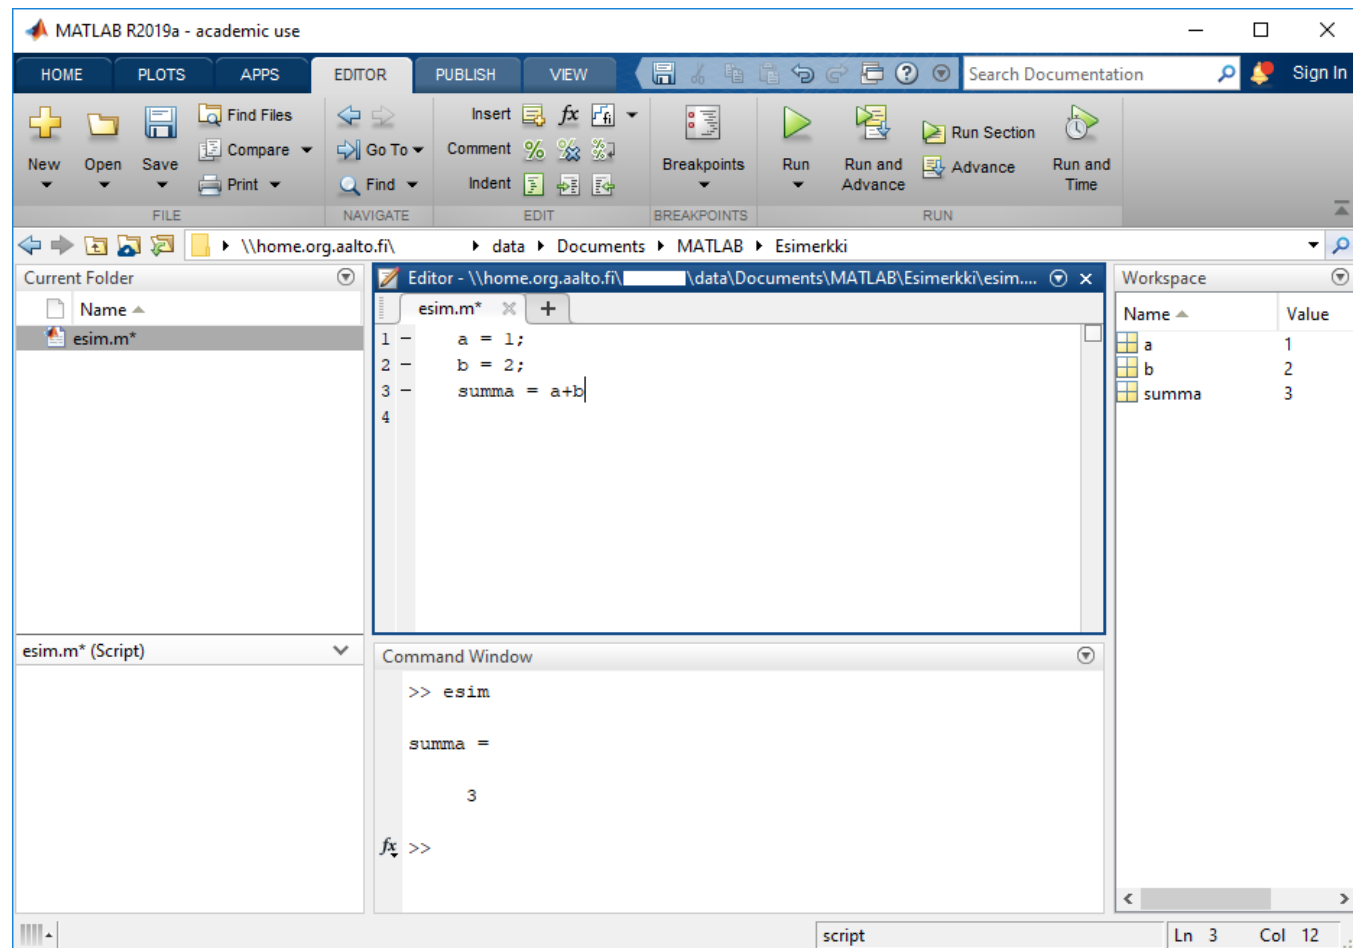 MATLAB R2019a - academic use
HOME PLOTS APPS EDITOR PUBLISH VIEW Search Documentation Sign In
New Open Save Find Files Compare Print
FILE
Go To Find
NAVIGATE
Insert fx fi
Comment
Indent
EDIT
Breakpoints
BREAKPOINTS
Run Run and Advance Run Section Advance Run and Time
RUN
\\home.org.aalto.fi\ data Documents MATLAB Esimerkki
Current Folder
Name
esim.m*
esim.m* (Script)
Editor - \\home.org.aalto.fi\ \data\Documents\MATLAB\Esimerkki\esim....
esim.m* +
1 – a = 1;
2 – b = 2;
3 – summa = a+b
4
Command Window
>> esim
summa =
3
fx >>
Workspace
Name Value
a 1
b 2
summa 3
script Ln 3 Col 12